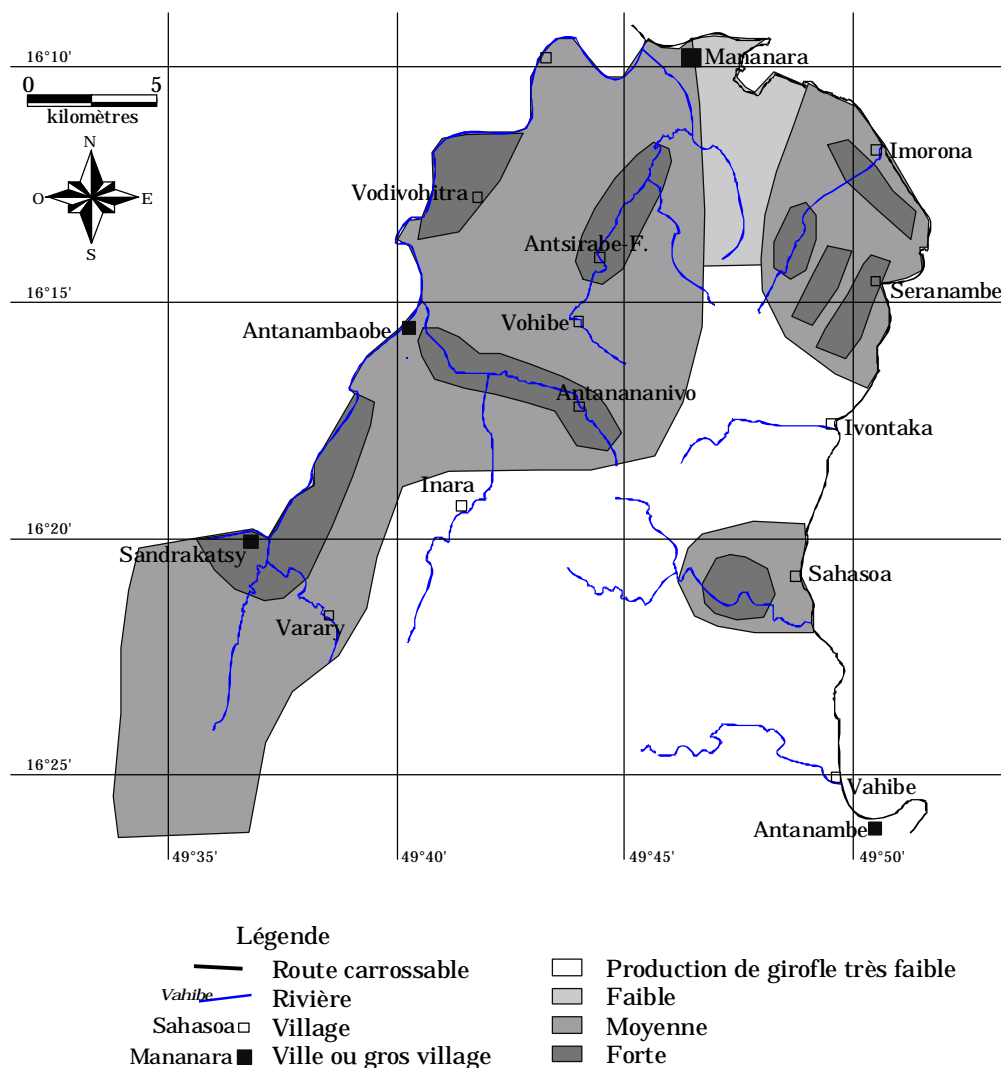 16°10'
0 5
kilomètres
N
O E
S
Mananara
Imorona
Vodivohitra
Antsirabe-F.
16°15'
Seranambe
Vohibe
Antanambaobe
Antanananivo
Ivontaka
Inara
16°20'
Sandrakatsy
Sahasoa
Varary
16°25'
Vahibe
Antanambe
49°35' 49°40' 49°45' 49°50'
Légende
Route carrossable
Vahibe Rivière
Sahasoa Village
Mananara Ville ou gros village
Production de girofle très faible
Faible
Moyenne
Forte